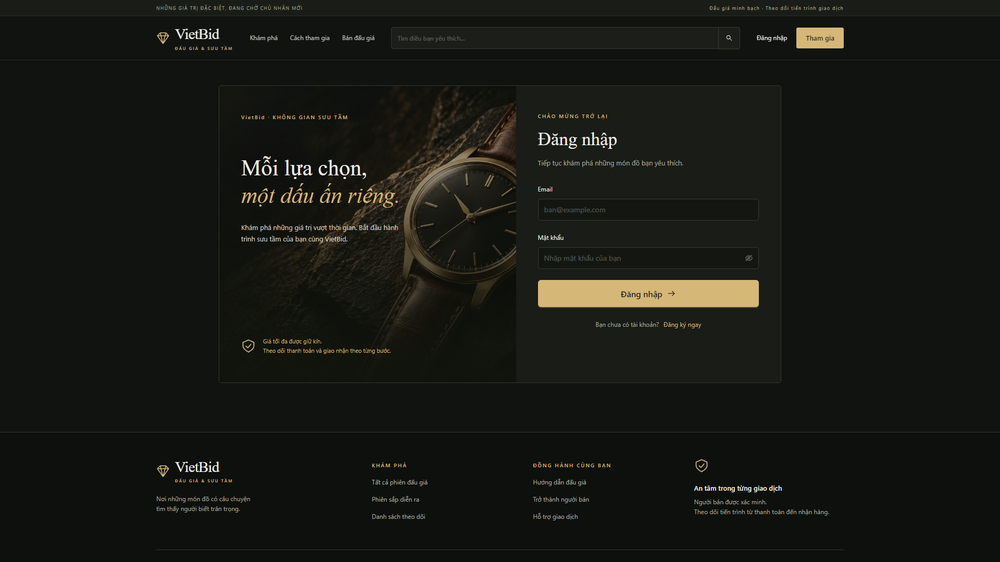 NHỮNG GIÁ TRỊ ĐẶC BIỆT, ĐANG CHỜ CHỦ NHÂN MỚI
Đấu giá minh bạch · Theo dõi tiến trình giao dịch
VietBid
ĐẤU GIÁ & SƯU TẦM
Khám phá
Cách tham gia
Bán đấu giá
Tìm điều bạn yêu thích...
Đăng nhập
Tham gia
VietBid · KHÔNG GIAN SƯU TẦM
Mỗi lựa chọn,
một dấu ấn riêng.
Khám phá những giá trị vượt thời gian. Bắt đầu hành
trình sưu tầm của bạn cùng VietBid.
Giá tối đa được giữ kín.
Theo dõi thanh toán và giao nhận theo từng bước.
CHÀO MỪNG TRỞ LẠI
Đăng nhập
Tiếp tục khám phá những món đồ bạn yêu thích.
Email
ban@example.com
Mật khẩu
Nhập mật khẩu của bạn
Đăng nhập
Bạn chưa có tài khoản? Đăng ký ngay
VietBid
ĐẤU GIÁ & SƯU TẦM
Nơi những món đồ có câu chuyện
tìm thấy người biết trân trọng.
KHÁM PHÁ
Tất cả phiên đấu giá
Phiên sắp diễn ra
Danh sách theo dõi
ĐỒNG HÀNH CÙNG BẠN
Hướng dẫn đấu giá
Trở thành người bán
Hỗ trợ giao dịch
An tâm trong từng giao dịch
Người bán được xác minh.
Theo dõi tiến trình từ thanh toán đến nhận hàng.